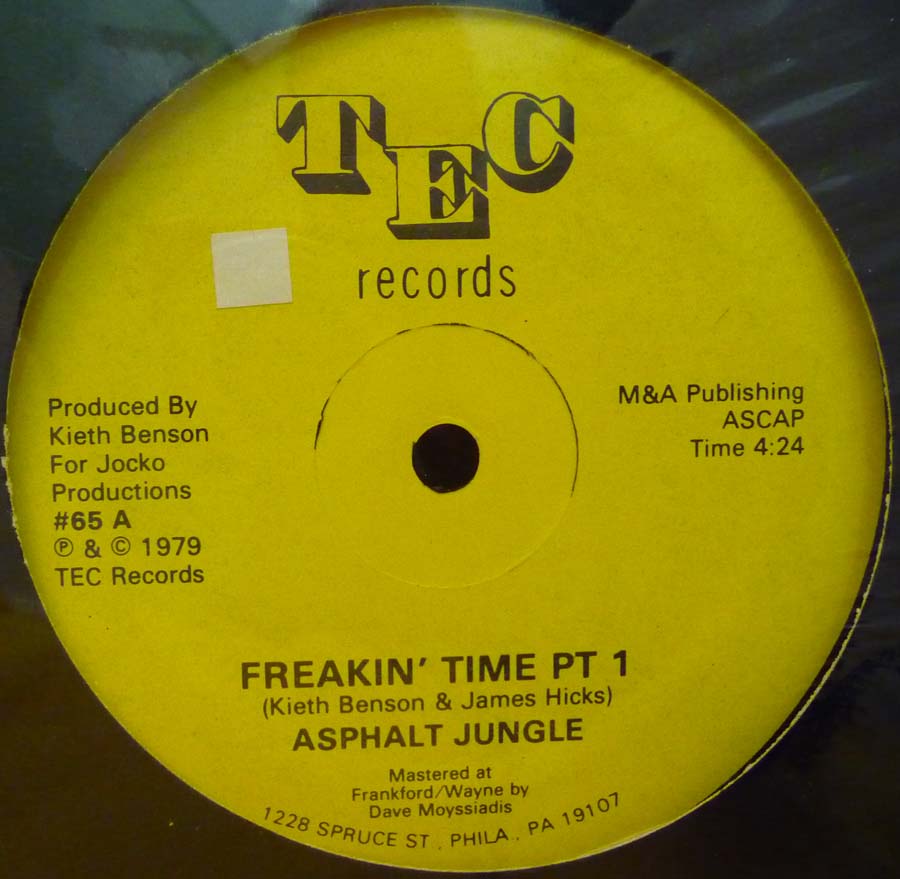 TEC
records
Produced By
Kieth Benson
For Jocko
Productions
#65 A
℗ & © 1979
TEC Records
M&A Publishing
ASCAP
Time 4:24
FREAKIN' TIME PT 1
(Kieth Benson & James Hicks)
ASPHALT JUNGLE
Mastered at
Frankford/Wayne by
Dave Moyssiadis
1228 SPRUCE ST., PHILA., PA 19107